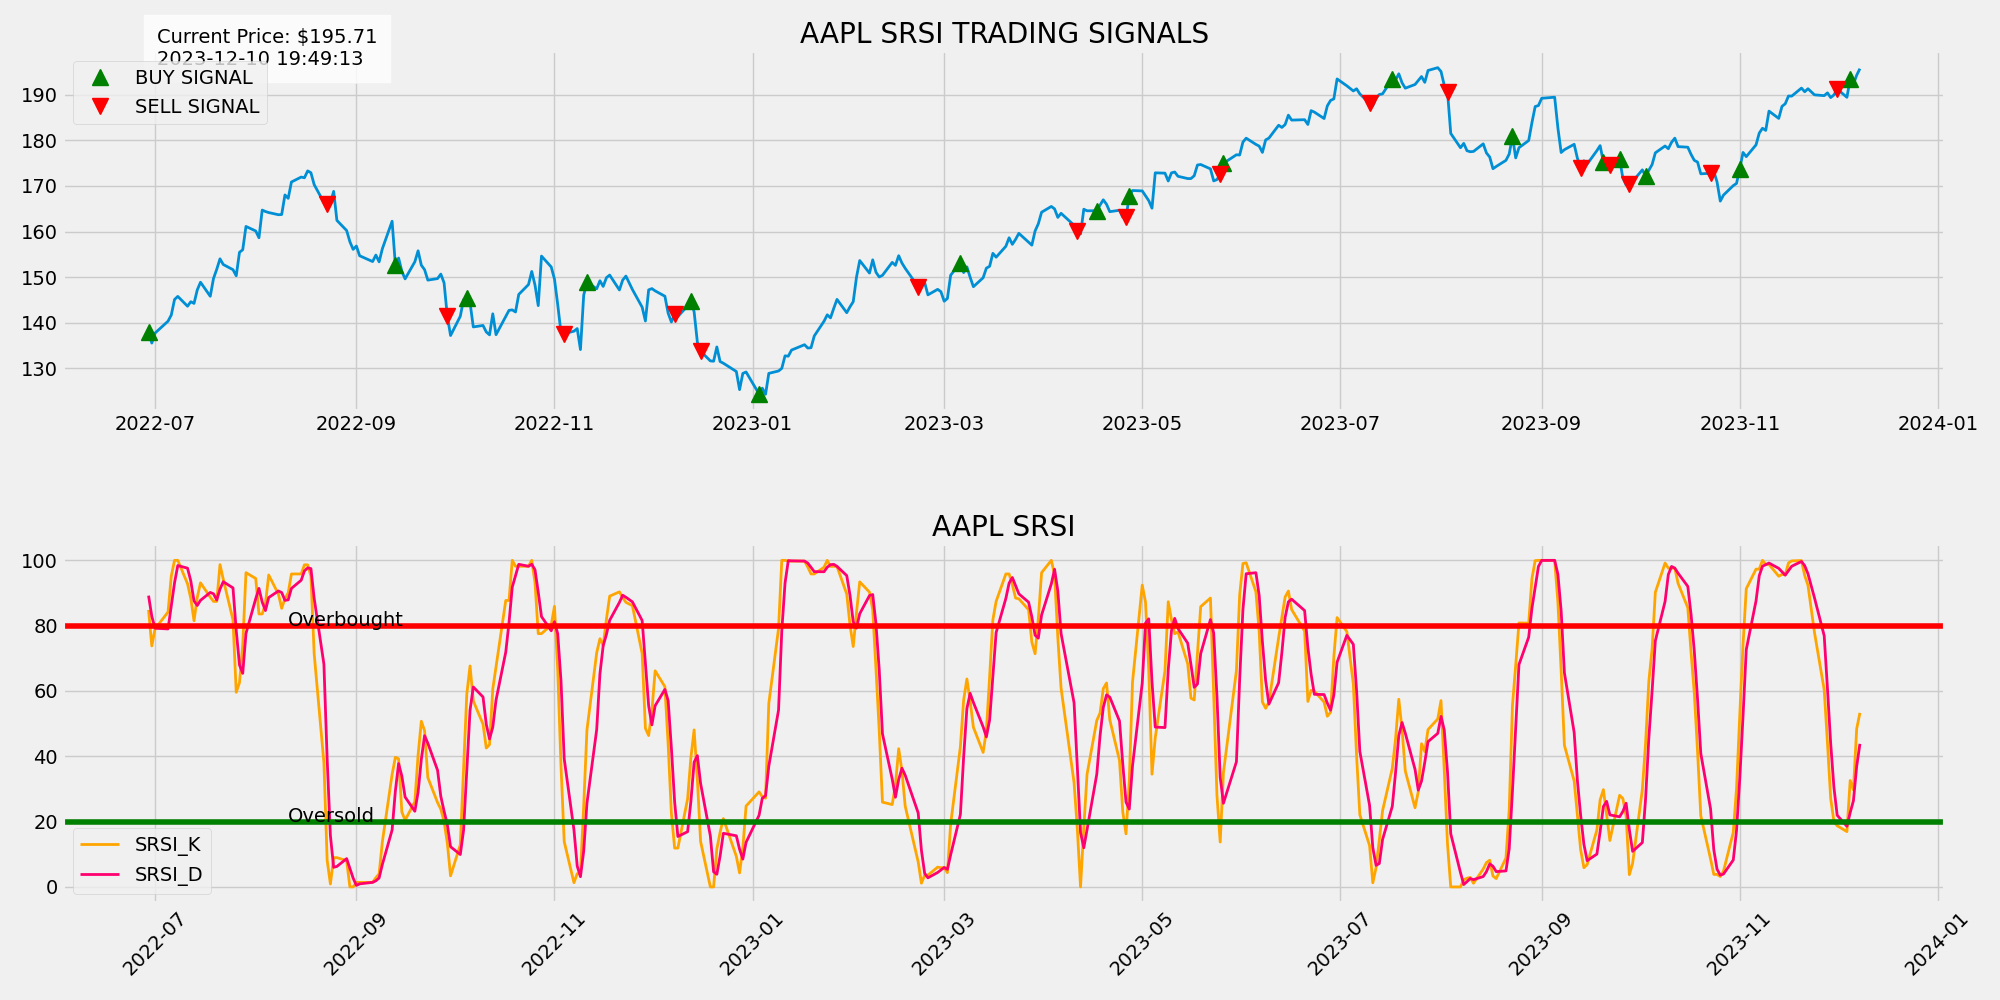 AAPL SRSI TRADING SIGNALS
Current Price: $195.71
2023-12-10 19:49:13
BUY SIGNAL
SELL SIGNAL
190
180
170
160
150
140
130
2022-07 2022-09 2022-11 2023-01 2023-03 2023-05 2023-07 2023-09 2023-11 2024-01
AAPL SRSI
100
80
60
40
20
0
Overbought
Oversold
SRSI_K
SRSI_D
2022-07 2022-09 2022-11 2023-01 2023-03 2023-05 2023-07 2023-09 2023-11 2024-01